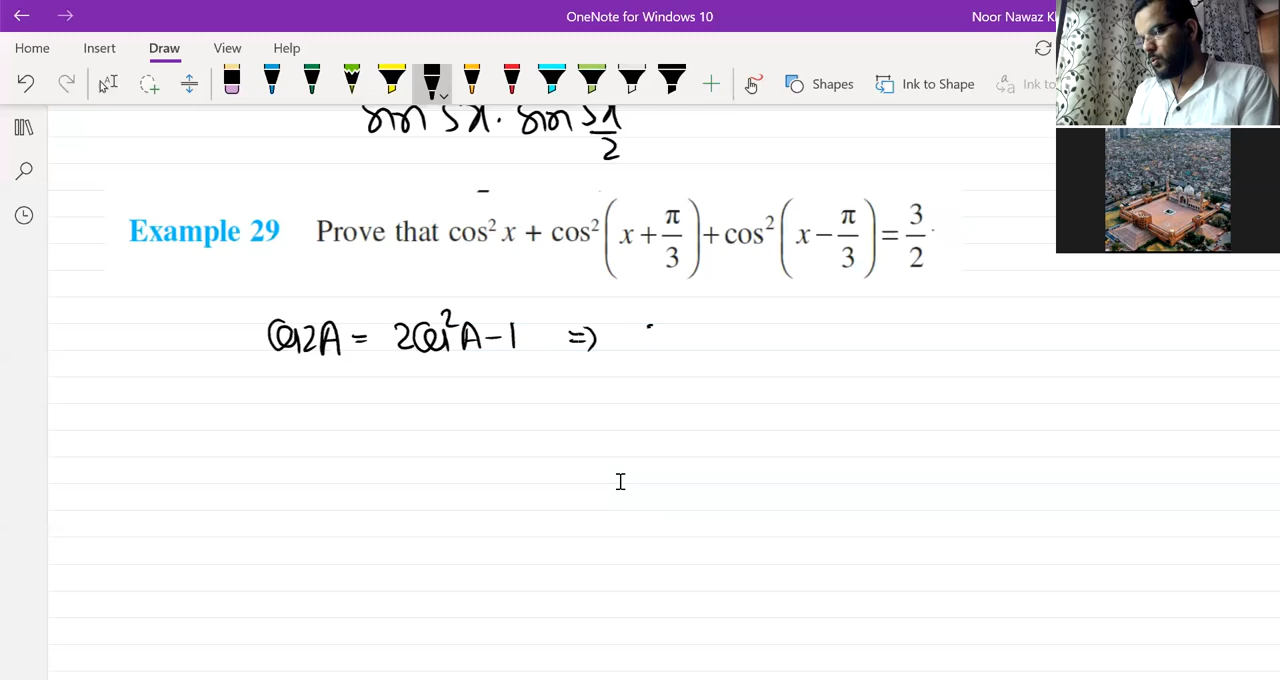 OneNote for Windows 10
Noor Nawaz K
Home Insert Draw View Help
Shapes Ink to Shape Ink to
sin 5x · sin 5x/2
Example 29 Prove that cos² x + cos² (x + π/3) + cos² (x − π/3) = 3/2
Cos2A = 2Cos²A − 1 ⇒